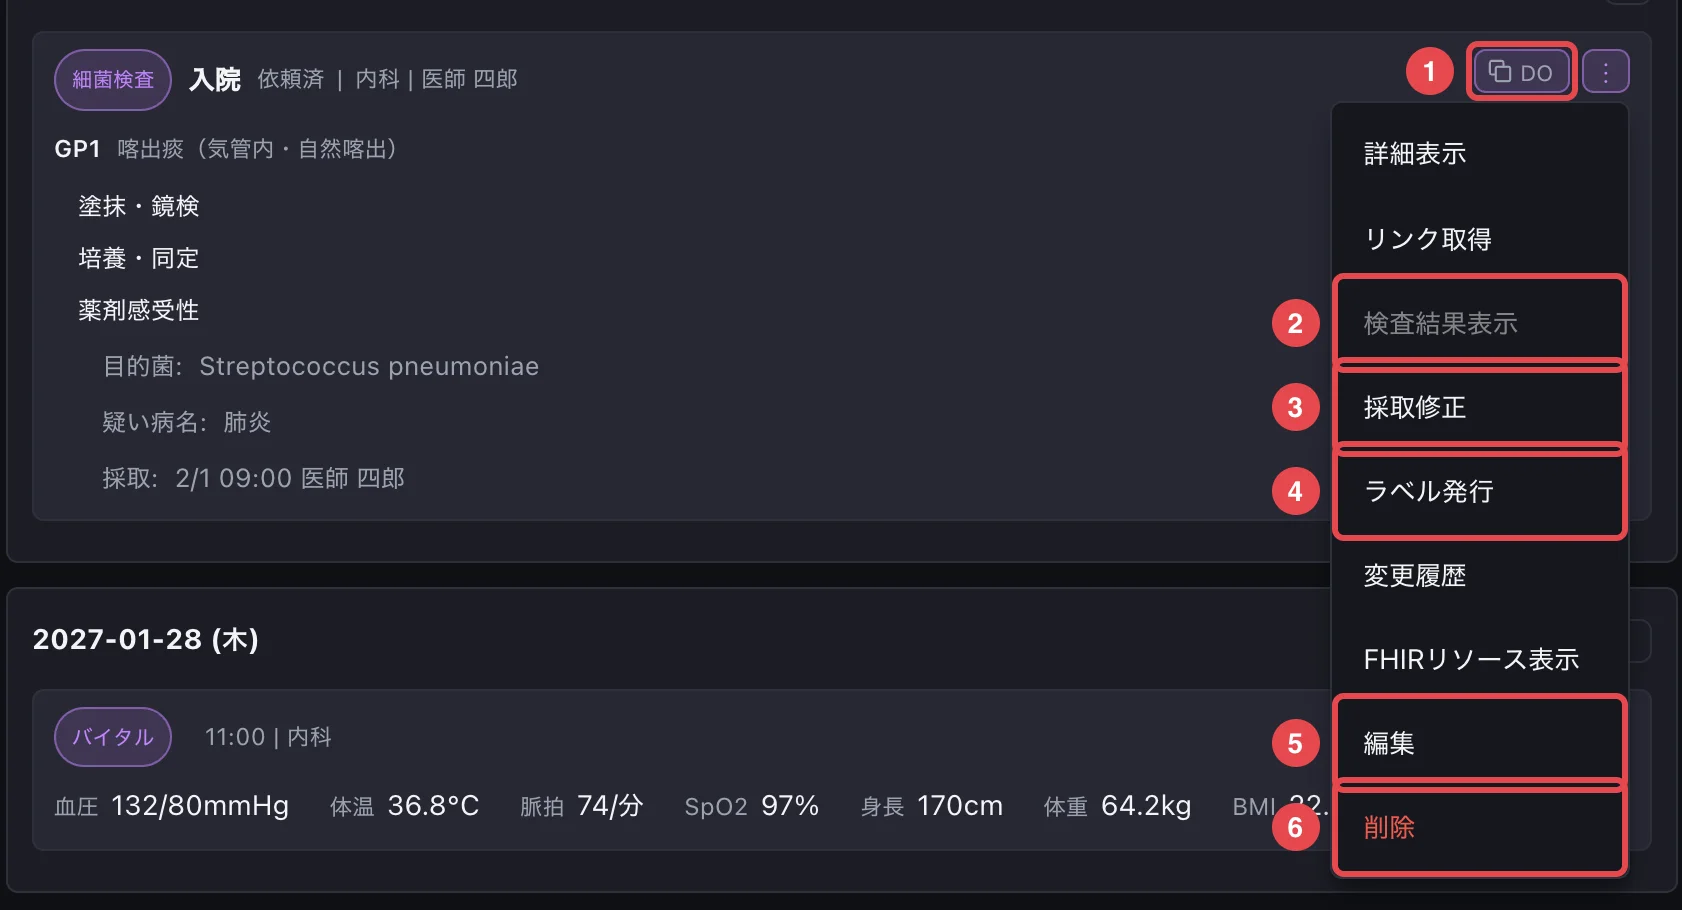 細菌検査 入院 依頼済 | 内科 | 医師 四郎 1 DO
GP1 喀出痰（気管内・自然喀出）
塗抹・鏡検
培養・同定
薬剤感受性
目的菌: Streptococcus pneumoniae
疑い病名: 肺炎
採取: 2/1 09:00 医師 四郎
詳細表示
リンク取得
2 検査結果表示
3 採取修正
4 ラベル発行
変更履歴
FHIRリソース表示
5 編集
6 削除
2027-01-28 (木)
バイタル 11:00 | 内科
血圧 132/80mmHg 体温 36.8°C 脈拍 74/分 SpO2 97% 身長 170cm 体重 64.2kg BMI 22.